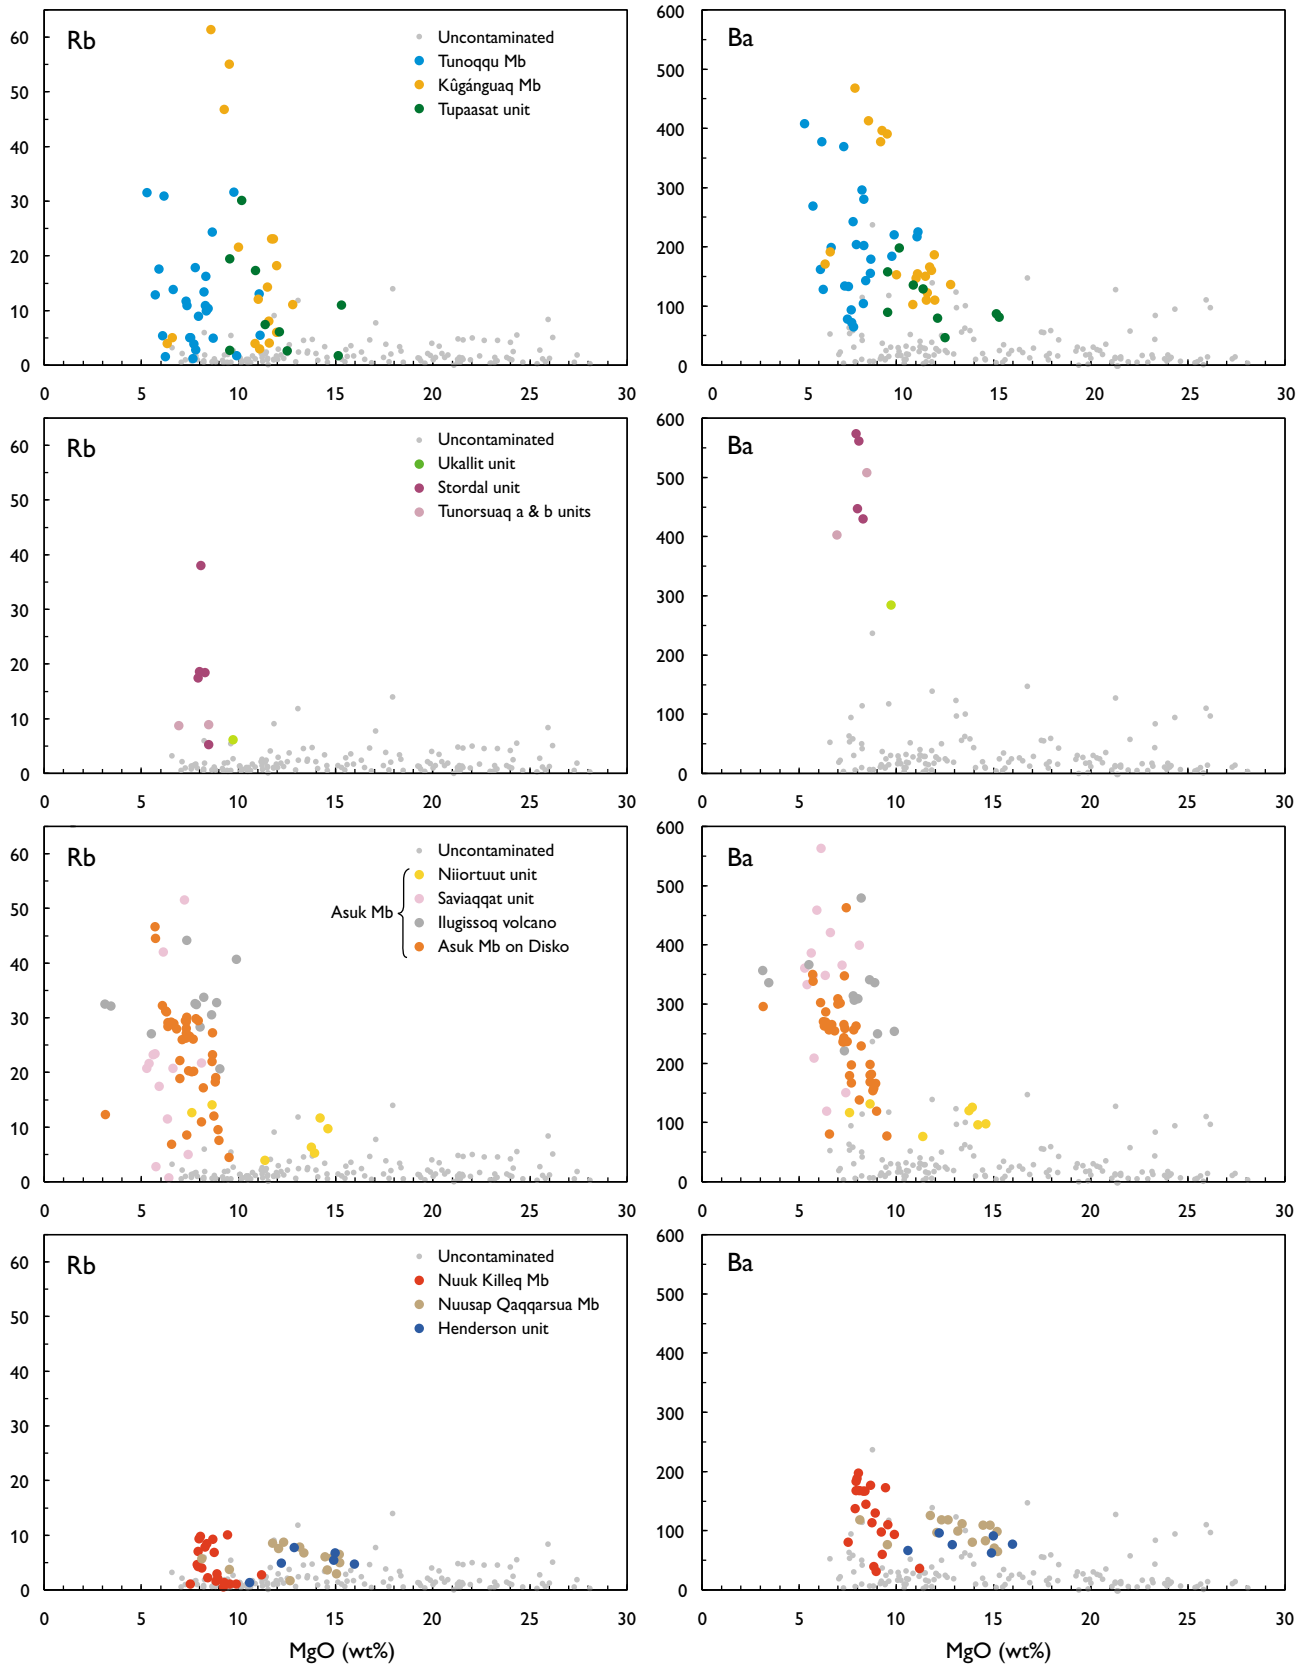 Rb
60
50
40
30
20
10
0
0 5 10 15 20 25 30
Uncontaminated
Tunoqqu Mb
Kûgánguaq Mb
Tupaasat unit
Ba
600
500
400
300
200
100
0
0 5 10 15 20 25 30
Rb
60
50
40
30
20
10
0
0 5 10 15 20 25 30
Uncontaminated
Ukallit unit
Stordal unit
Tunorsuaq a & b units
Ba
600
500
400
300
200
100
0
0 5 10 15 20 25 30
Rb
60
50
40
30
20
10
0
0 5 10 15 20 25 30
Uncontaminated
Asuk Mb
Niiortuut unit
Saviaqqat unit
Ilugissoq volcano
Asuk Mb on Disko
Ba
600
500
400
300
200
100
0
0 5 10 15 20 25 30
Rb
60
50
40
30
20
10
0
0 5 10 15 20 25 30
MgO (wt%)
Uncontaminated
Nuuk Killeq Mb
Nuusap Qaqqarsua Mb
Henderson unit
Ba
600
500
400
300
200
100
0
0 5 10 15 20 25 30
MgO (wt%)